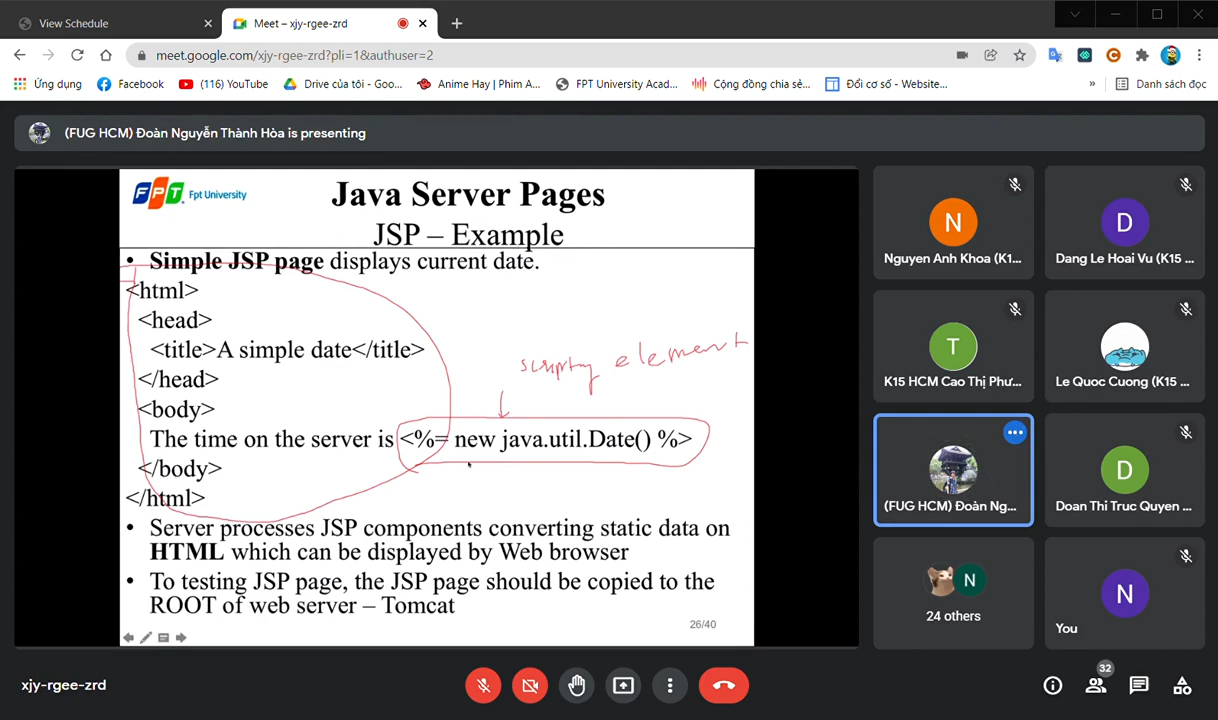 View Schedule
Meet – xjy-rgee-zrd
meet.google.com/xjy-rgee-zrd?pli=1&authuser=2
Ứng dụng
Facebook
(116) YouTube
Drive của tôi - Goo...
Anime Hay | Phim A...
FPT University Acad...
Cộng đồng chia sẻ...
Đổi cơ số - Website...
»
Danh sách đọc
(FUG HCM) Đoàn Nguyễn Thành Hòa is presenting
FPT Fpt University
Java Server Pages
JSP – Example
• Simple JSP page displays current date.
<html>
<head>
<title>A simple date</title>
</head>
<body>
The time on the server is <%= new java.util.Date() %>
</body>
</html>
element
• Server processes JSP components converting static data on
HTML which can be displayed by Web browser
• To testing JSP page, the JSP page should be copied to the
ROOT of web server – Tomcat
26/40
N
Nguyen Anh Khoa (K1...
D
Dang Le Hoai Vu (K15 ...
T
K15 HCM Cao Thị Phư...
Le Quoc Cuong (K15 ...
(FUG HCM) Đoàn Ng...
D
Doan Thi Truc Quyen ...
N
24 others
N
You
xjy-rgee-zrd
32